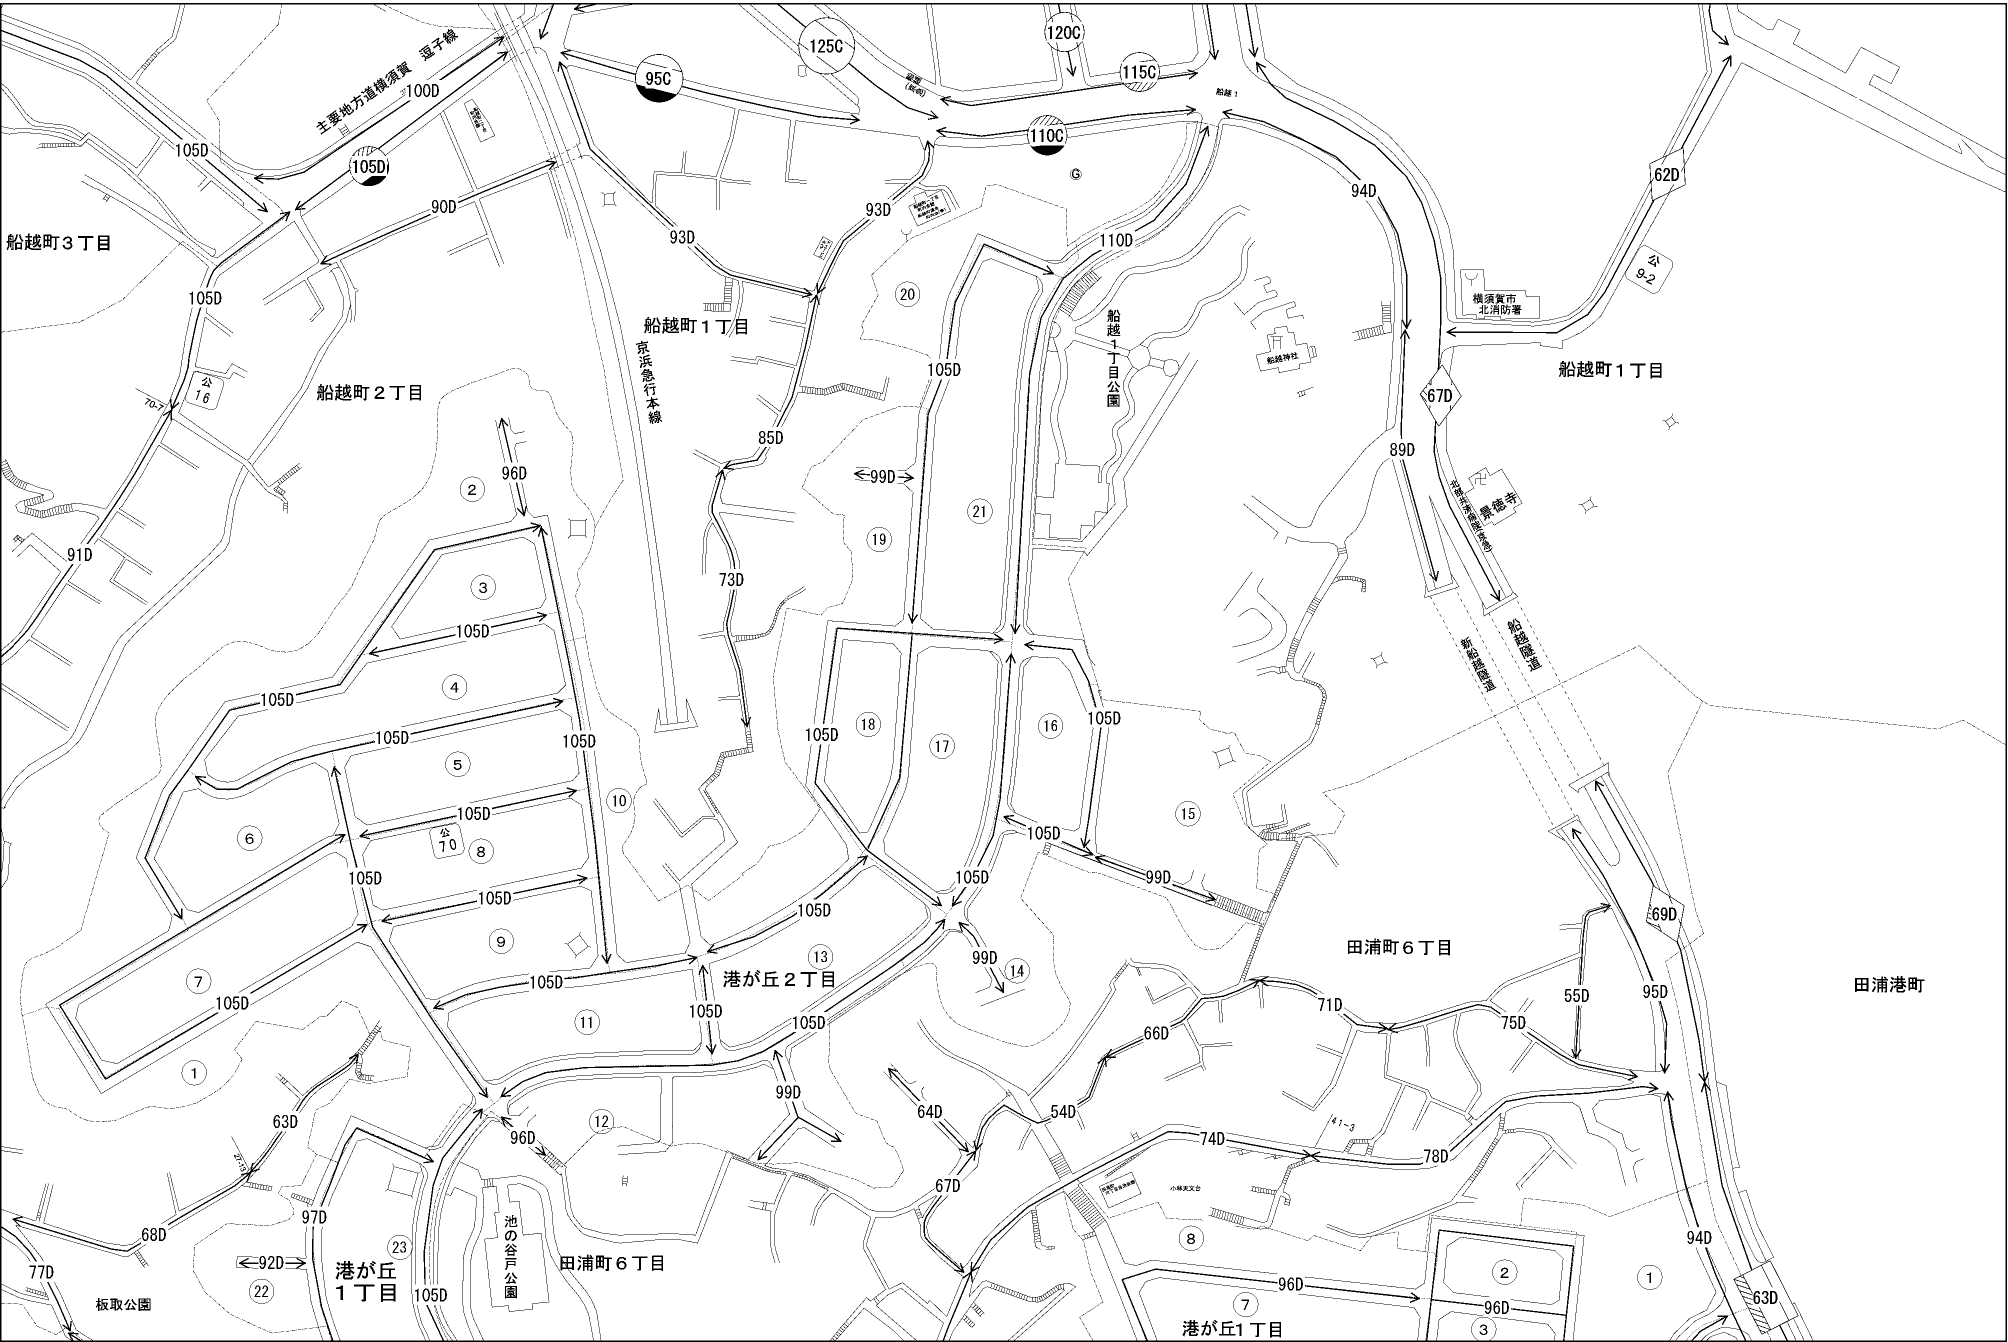 125C
120C
主要地方道横須賀 逗子線
95C
115C
100D
船越1
110C
105D
105D
G
62D
94D
90D
93D
93D
110D
船越町3丁目
公
9-2
105D
20
横須賀市
北消防署
船越町1丁目
船越1丁目公園
京浜急行本線
船越神社
105D
船越町1丁目
公
16
70-7
船越町2丁目
67D
85D
89D
96D
99D
2
21
景徳寺
19
91D
73D
3
105D
船越隧道
新船越隧道
4
105D
18
16
105D
105D
105D
105D
17
5
10
15
105D
6
公
70
8
105D
105D
105D
99D
105D
105D
105D
69D
9
田浦町6丁目
99D
13
14
港が丘2丁目
7
105D
105D
田浦港町
95D
55D
71D
75D
105D
11
105D
66D
1
99D
64D
54D
63D
12
41-3
96D
74D
78D
27-13
67D
小林天文台
97D
68D
池の谷戸公園
23
8
94D
92D
田浦町6丁目
77D
港が丘
1丁目
22
105D
板取公園
2
1
96D
7
96D
63D
港が丘1丁目
3